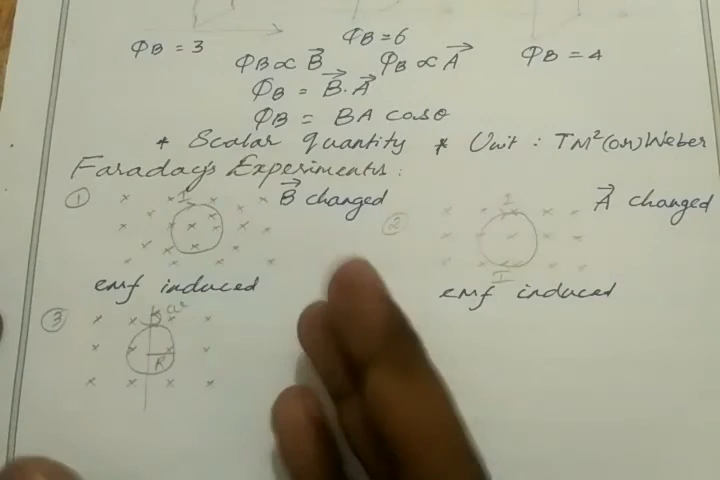 ΦB = 3
ΦB = 6
ΦB = 4
ΦB ∝ B⃗ ΦB ∝ A⃗
ΦB = B⃗ . A⃗
ΦB = BA cosθ
* Scalar quantity * Unit : TM² (or) Weber
Faraday's Experiments :
① B⃗ changed
I
② A⃗ changed
I
I
emf induced
emf induced
③
R